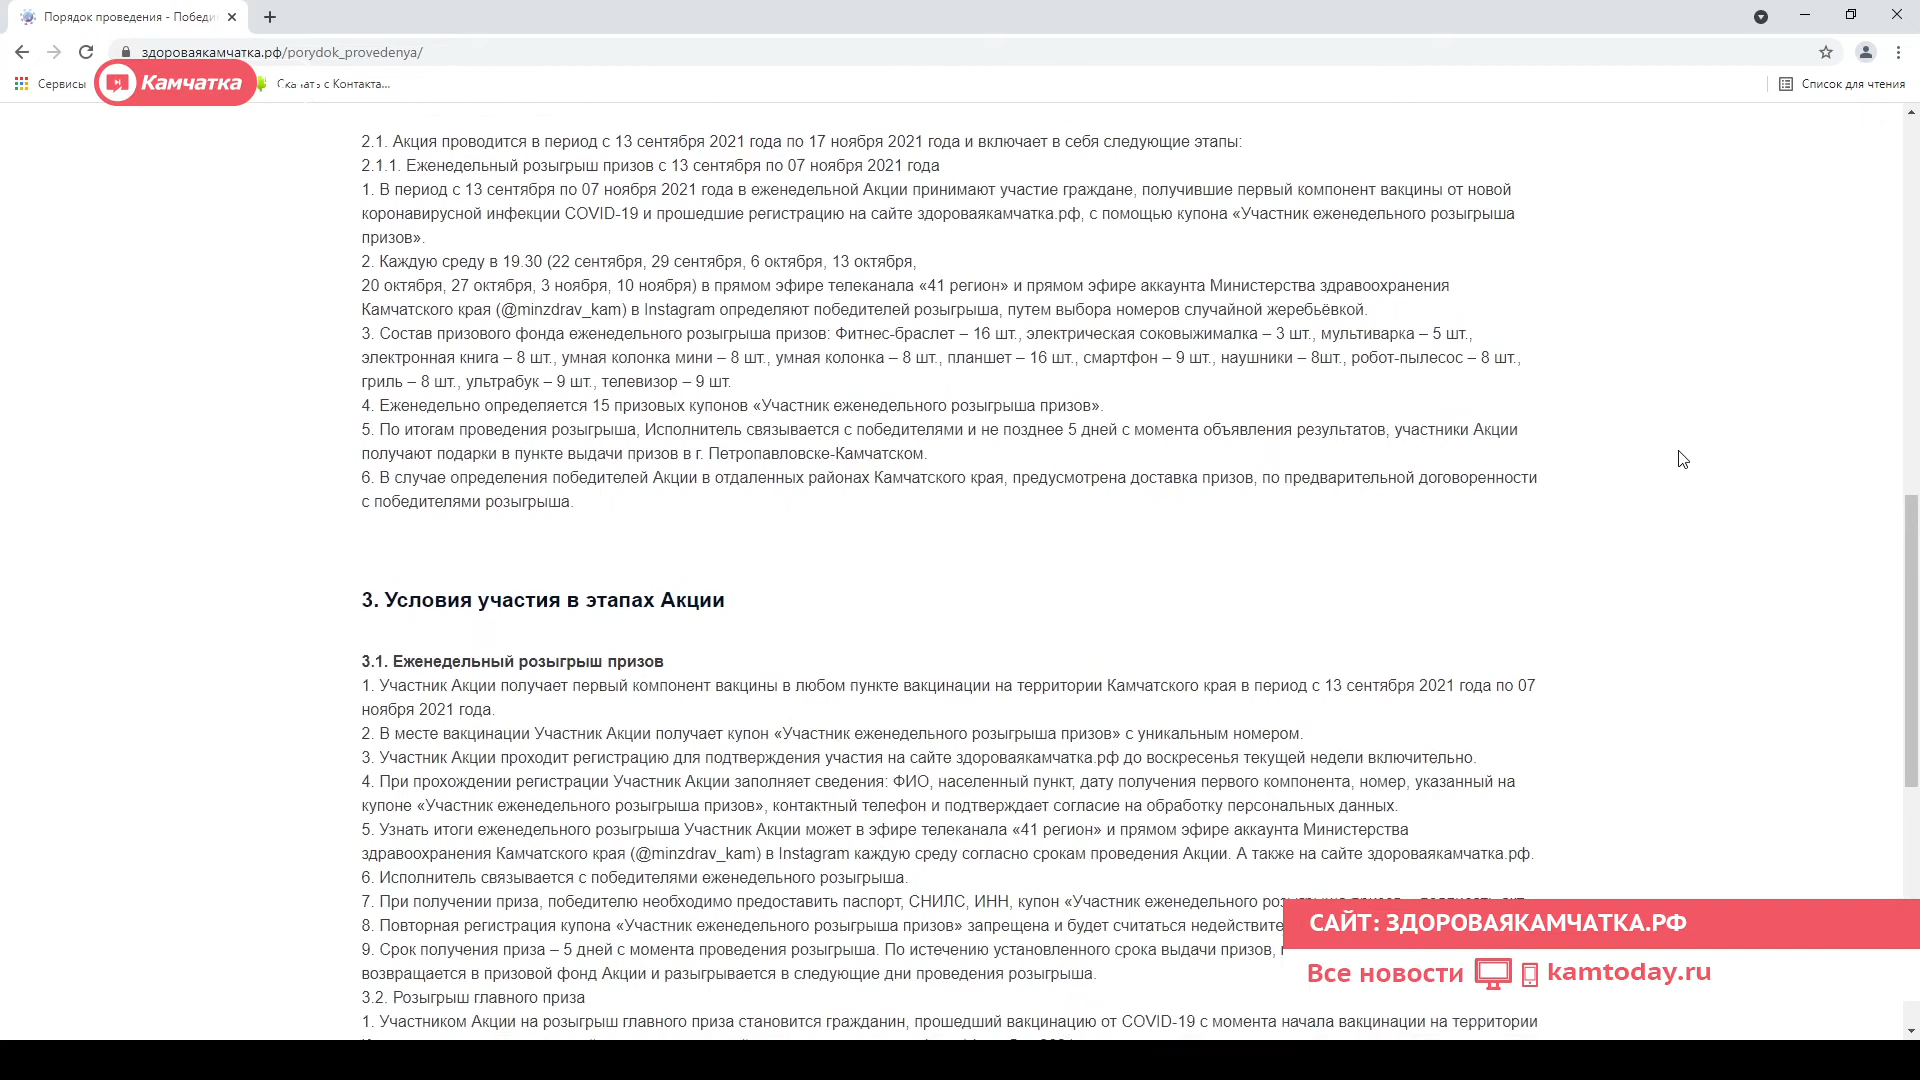 Порядок проведения - Победи
здороваякамчатка.рф/porydok_provedenya/
Сервисы
Камчатка
Скачать с Контакта...
Список для чтения
2.1. Акция проводится в период с 13 сентября 2021 года по 17 ноября 2021 года и включает в себя следующие этапы:
2.1.1. Еженедельный розыгрыш призов с 13 сентября по 07 ноября 2021 года
1. В период с 13 сентября по 07 ноября 2021 года в еженедельной Акции принимают участие граждане, получившие первый компонент вакцины от новой
коронавирусной инфекции COVID-19 и прошедшие регистрацию на сайте здороваякамчатка.рф, с помощью купона «Участник еженедельного розыгрыша
призов».
2. Каждую среду в 19.30 (22 сентября, 29 сентября, 6 октября, 13 октября,
20 октября, 27 октября, 3 ноября, 10 ноября) в прямом эфире телеканала «41 регион» и прямом эфире аккаунта Министерства здравоохранения
Камчатского края (@minzdrav_kam) в Instagram определяют победителей розыгрыша, путем выбора номеров случайной жеребьёвкой.
3. Состав призового фонда еженедельного розыгрыша призов: Фитнес-браслет – 16 шт., электрическая соковыжималка – 3 шт., мультиварка – 5 шт.,
электронная книга – 8 шт., умная колонка мини – 8 шт., умная колонка – 8 шт., планшет – 16 шт., смартфон – 9 шт., наушники – 8шт., робот-пылесос – 8 шт.,
гриль – 8 шт., ультрабук – 9 шт., телевизор – 9 шт.
4. Еженедельно определяется 15 призовых купонов «Участник еженедельного розыгрыша призов».
5. По итогам проведения розыгрыша, Исполнитель связывается с победителями и не позднее 5 дней с момента объявления результатов, участники Акции
получают подарки в пункте выдачи призов в г. Петропавловске-Камчатском.
6. В случае определения победителей Акции в отдаленных районах Камчатского края, предусмотрена доставка призов, по предварительной договоренности
с победителями розыгрыша.
3. Условия участия в этапах Акции
3.1. Еженедельный розыгрыш призов
1. Участник Акции получает первый компонент вакцины в любом пункте вакцинации на территории Камчатского края в период с 13 сентября 2021 года по 07
ноября 2021 года.
2. В месте вакцинации Участник Акции получает купон «Участник еженедельного розыгрыша призов» с уникальным номером.
3. Участник Акции проходит регистрацию для подтверждения участия на сайте здороваякамчатка.рф до воскресенья текущей недели включительно.
4. При прохождении регистрации Участник Акции заполняет сведения: ФИО, населенный пункт, дату получения первого компонента, номер, указанный на
купоне «Участник еженедельного розыгрыша призов», контактный телефон и подтверждает согласие на обработку персональных данных.
5. Узнать итоги еженедельного розыгрыша Участник Акции может в эфире телеканала «41 регион» и прямом эфире аккаунта Министерства
здравоохранения Камчатского края (@minzdrav_kam) в Instagram каждую среду согласно срокам проведения Акции. А также на сайте здороваякамчатка.рф.
6. Исполнитель связывается с победителями еженедельного розыгрыша.
7. При получении приза, победителю необходимо предоставить паспорт, СНИЛС, ИНН, купон «Участник еженедельного
8. Повторная регистрация купона «Участник еженедельного розыгрыша призов» запрещена и будет считаться недействите
9. Срок получения приза – 5 дней с момента проведения розыгрыша. По истечению установленного срока выдачи призов,
возвращается в призовой фонд Акции и разыгрывается в следующие дни проведения розыгрыша.
3.2. Розыгрыш главного приза
1. Участником Акции на розыгрыш главного приза становится гражданин, прошедший вакцинацию от COVID-19 с момента начала вакцинации на территории
САЙТ: ЗДОРОВАЯКАМЧАТКА.РФ
Все новости kamtoday.ru